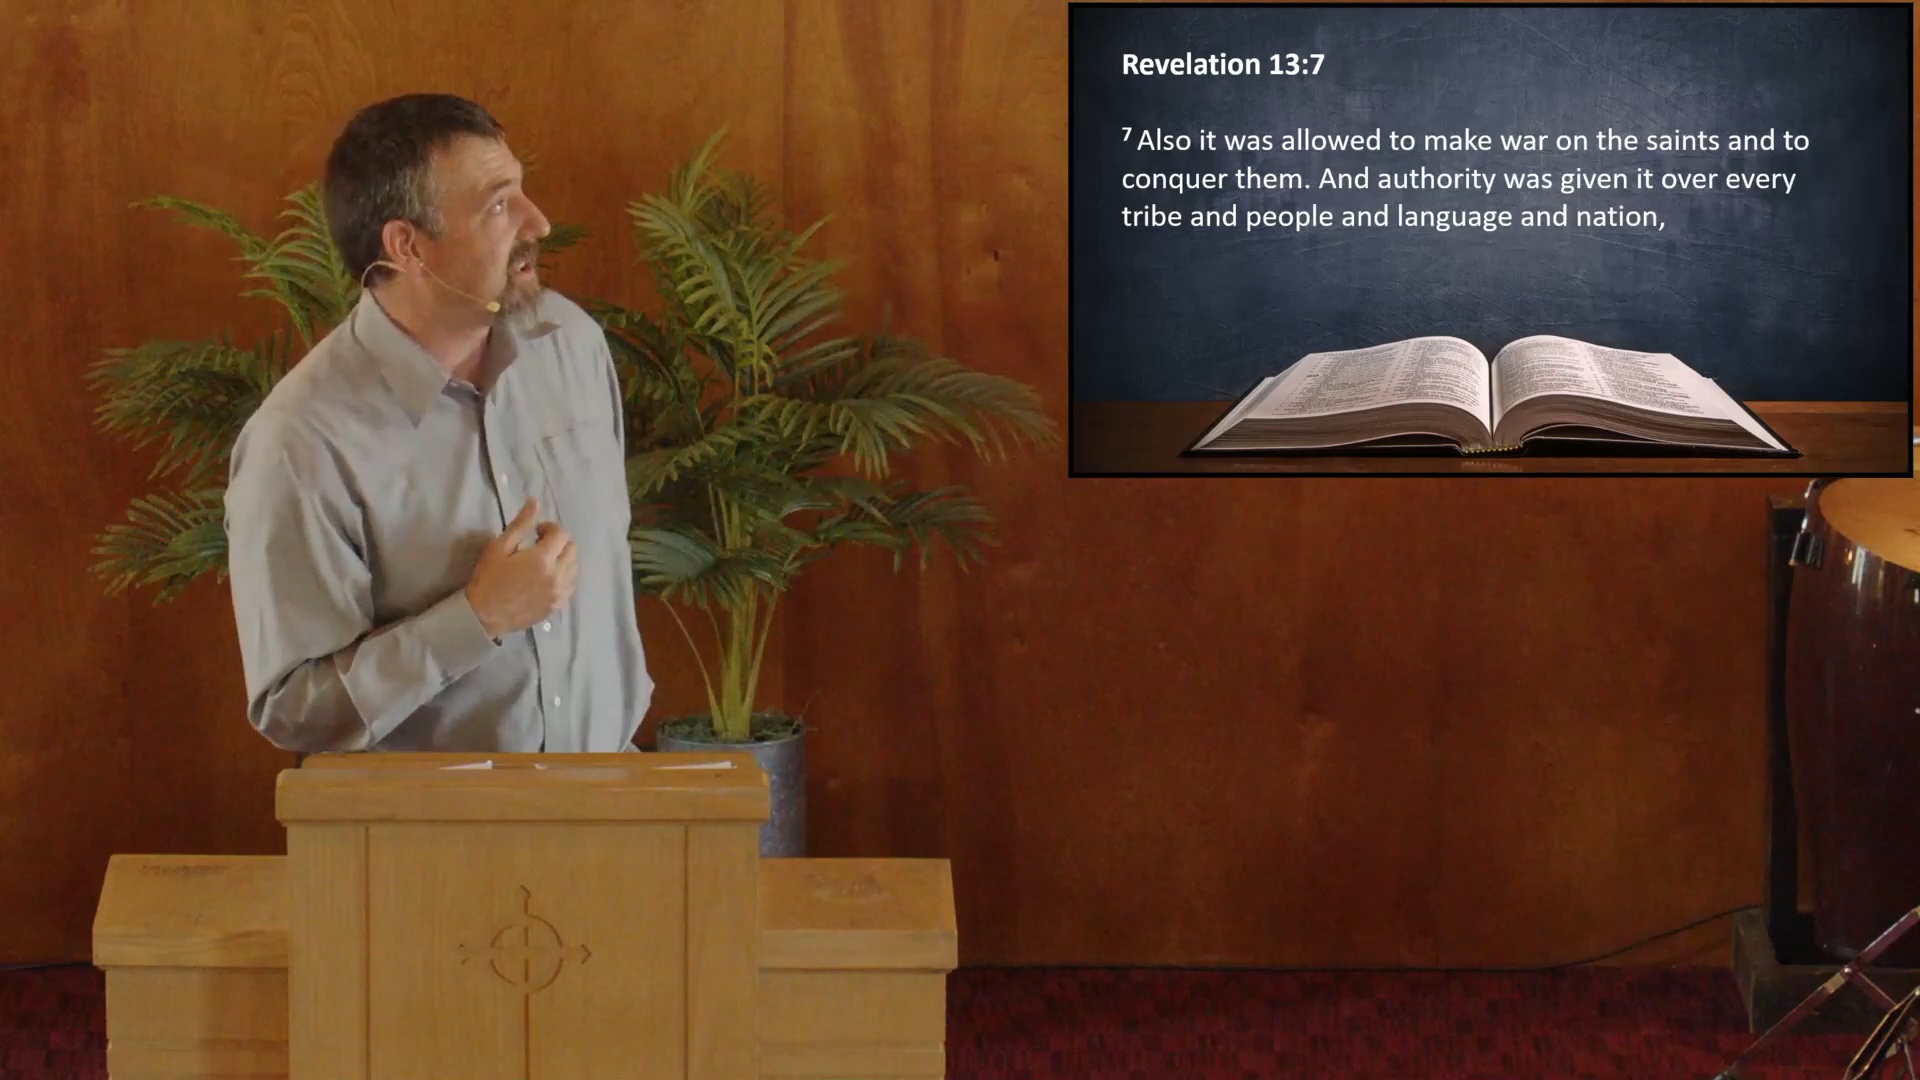 Revelation 13:7
⁷ Also it was allowed to make war on the saints and to
conquer them. And authority was given it over every
tribe and people and language and nation,